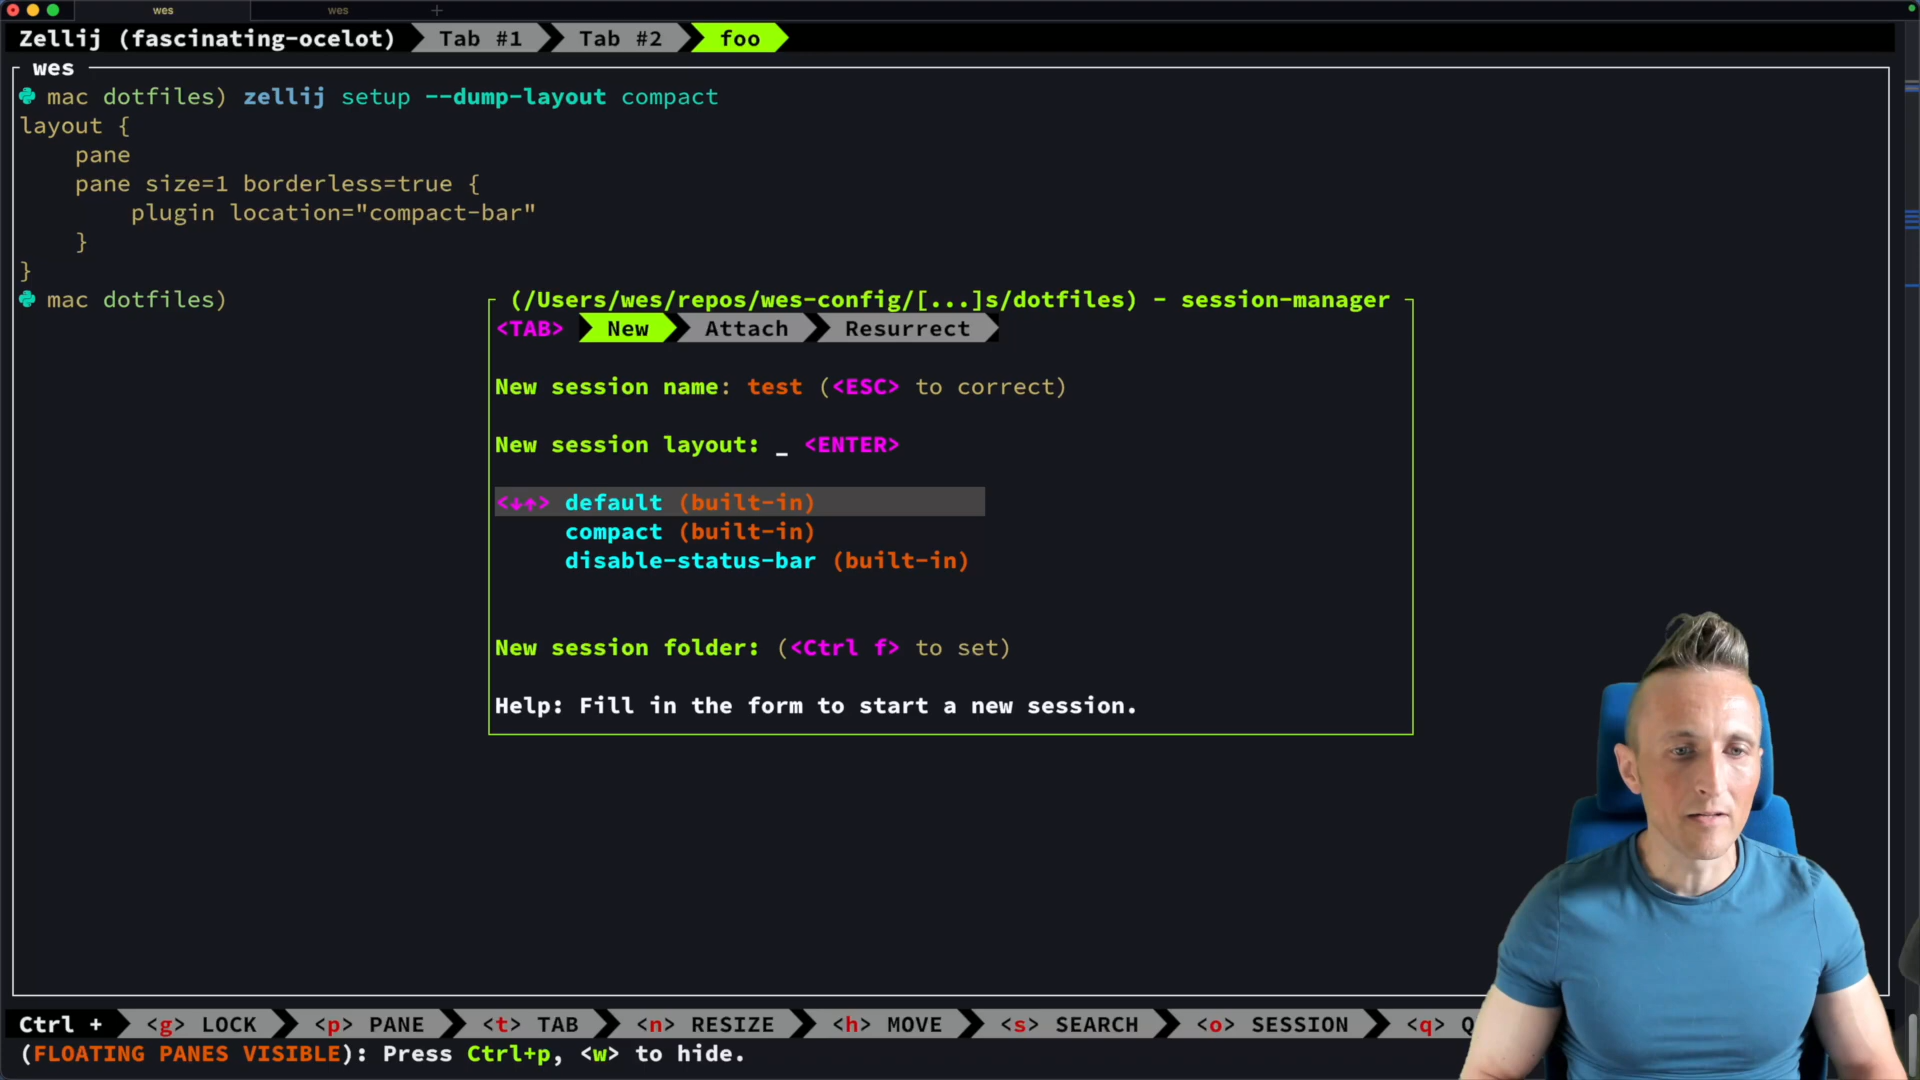 wes wes +
Zellij (fascinating-ocelot) Tab #1 Tab #2 foo
wes
mac dotfiles) zellij setup --dump-layout compact
layout {
    pane
    pane size=1 borderless=true {
        plugin location="compact-bar"
    }
}
mac dotfiles)
(/Users/wes/repos/wes-config/[...]s/dotfiles) - session-manager
<TAB> New Attach Resurrect
New session name: test (<ESC> to correct)
New session layout: _ <ENTER>
<↓↑> default (built-in)
compact (built-in)
disable-status-bar (built-in)
New session folder: (<Ctrl f> to set)
Help: Fill in the form to start a new session.
Ctrl + <g> LOCK <p> PANE <t> TAB <n> RESIZE <h> MOVE <s> SEARCH <o> SESSION <q> Q
(FLOATING PANES VISIBLE): Press Ctrl+p, <w> to hide.